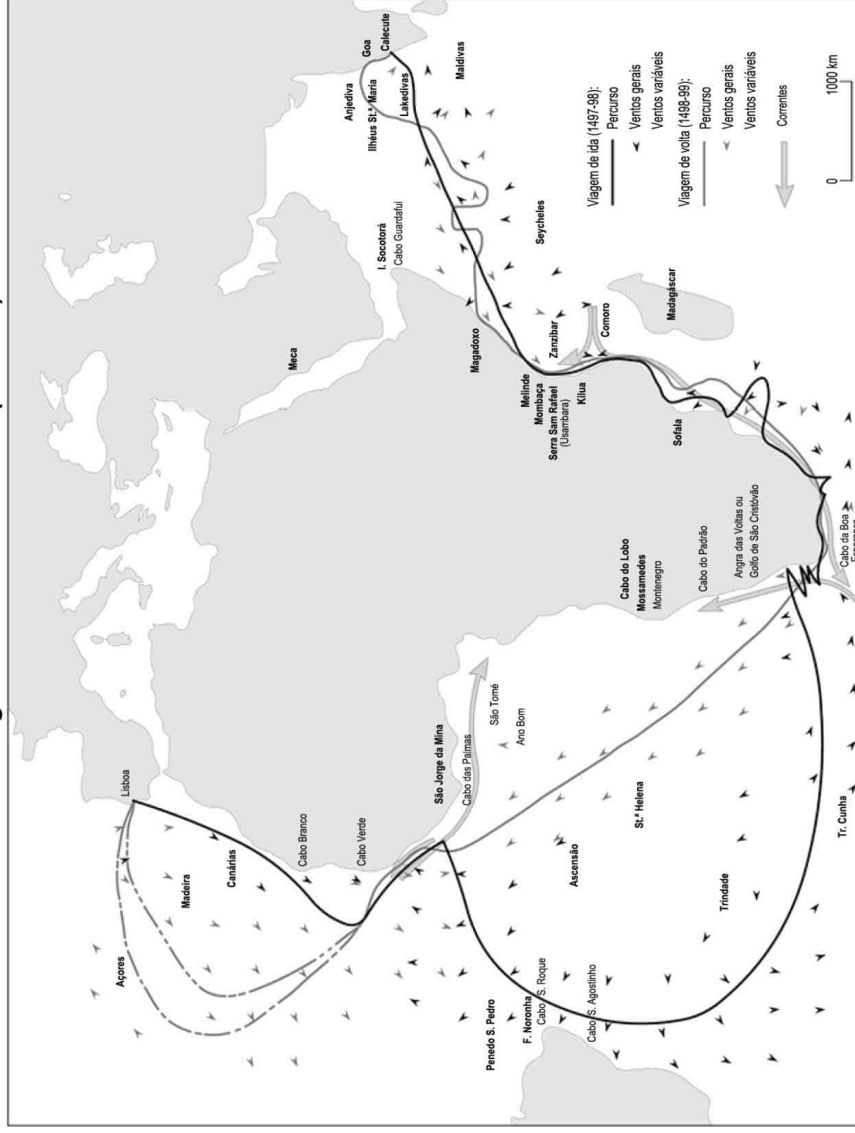 Meca
Lisboa
Açores
Madeira
Canárias
Cabo Branco
Cabo Verde
São Jorge da Mina
Cabo das Palmas
São Tomé
Ano Bom
Penedo S. Pedro
F. Noronha
Cabo S. Roque
Cabo S. Agostinho
Ascensão
St.ª Helena
Trindade
Tr. Cunha
Cabo do Lobo
Mossamedes
Montenegro
Cabo do Padrão
Angra das Voltas ou
Golfo de São Cristóvão
Cabo da Boa
Sofala
Madagáscar
Comoro
Kilua
Zanzibar
Melinde
Mombaça
Serra Sam Rafael
(Usambara)
Magadoxo
Seycheles
I. Socotorá
Cabo Guardafui
Anjediva
Ilhéus St.ª Maria
Lakedivas
Goa
Calecute
Maldivas
Viagem de ida (1497-98):
Percurso
Ventos gerais
Ventos variáveis
Viagem de volta (1498-99):
Percurso
Ventos gerais
Ventos variáveis
Correntes
0 1000 km